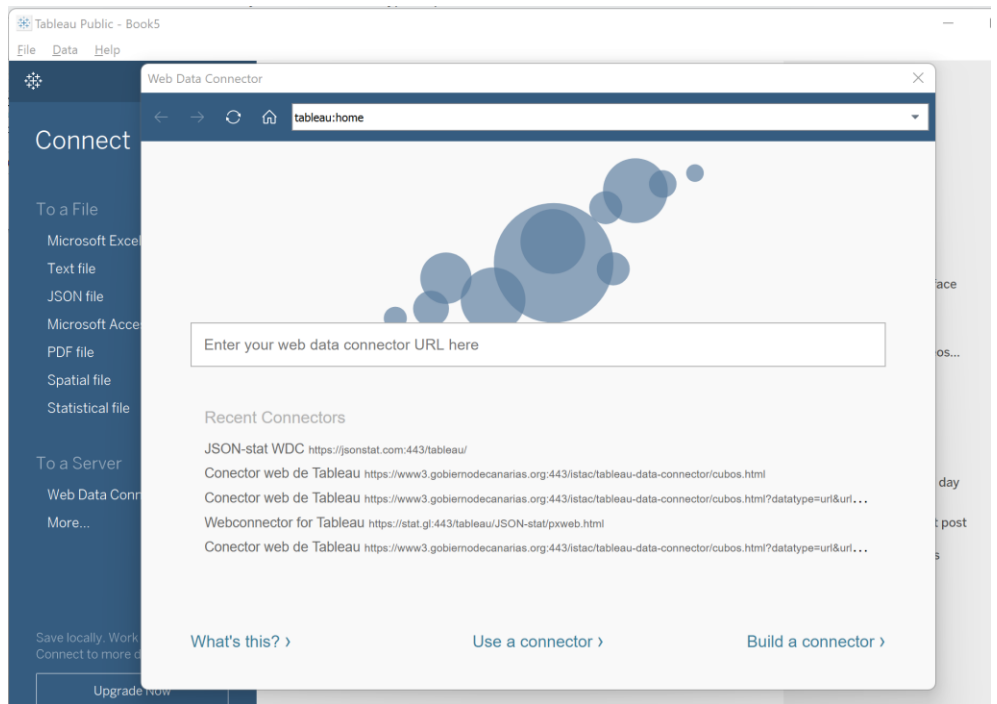 Tableau Public - Book5
File Data Help
Web Data Connector
tableau:home
Connect
To a File
Microsoft Excel
Text file
JSON file
Microsoft Acce
PDF file
Spatial file
Statistical file
To a Server
Web Data Conn
More...
Save locally. Work
Connect to more d
Upgrade Now
Enter your web data connector URL here
Recent Connectors
JSON-stat WDC https://jsonstat.com:443/tableau/
Conector web de Tableau https://www3.gobiernodecanarias.org:443/istac/tableau-data-connector/cubos.html
Conector web de Tableau https://www3.gobiernodecanarias.org:443/istac/tableau-data-connector/cubos.html?datatype=url&url...
Webconnector for Tableau https://stat.gl:443/tableau/JSON-stat/pxweb.html
Conector web de Tableau https://www3.gobiernodecanarias.org:443/istac/tableau-data-connector/cubos.html?datatype=url&url...
What's this? ›
Use a connector ›
Build a connector ›
ace
os...
day
t post
s